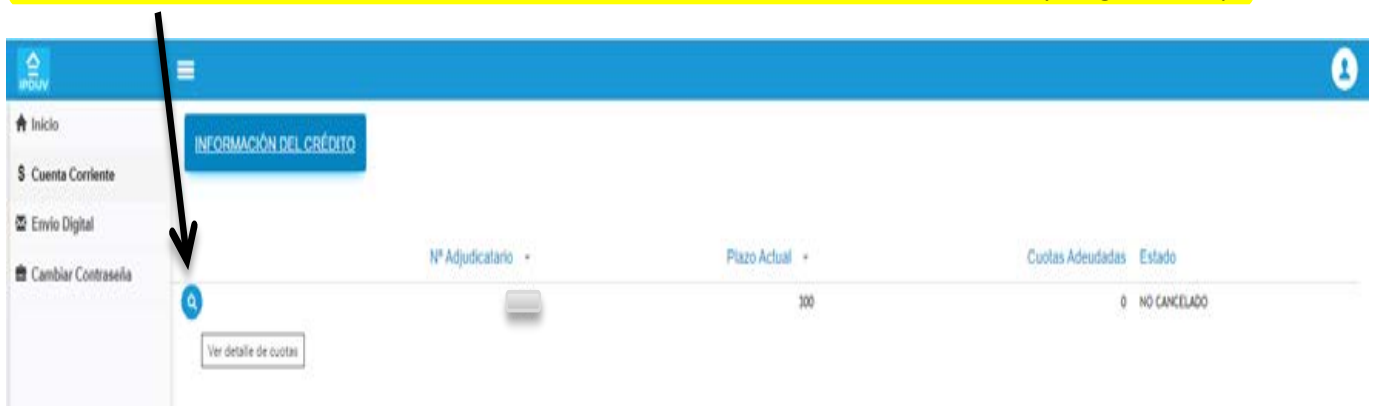 IPDUV
Inicio
INFORMACIÓN DEL CRÉDITO
$ Cuenta Corriente
Envio Digital
Nº Adjudicatario Plazo Actual Cuotas Adeudadas Estado
Cambiar Contraseña
300 0 NO CANCELADO
Ver detalle de cuotas